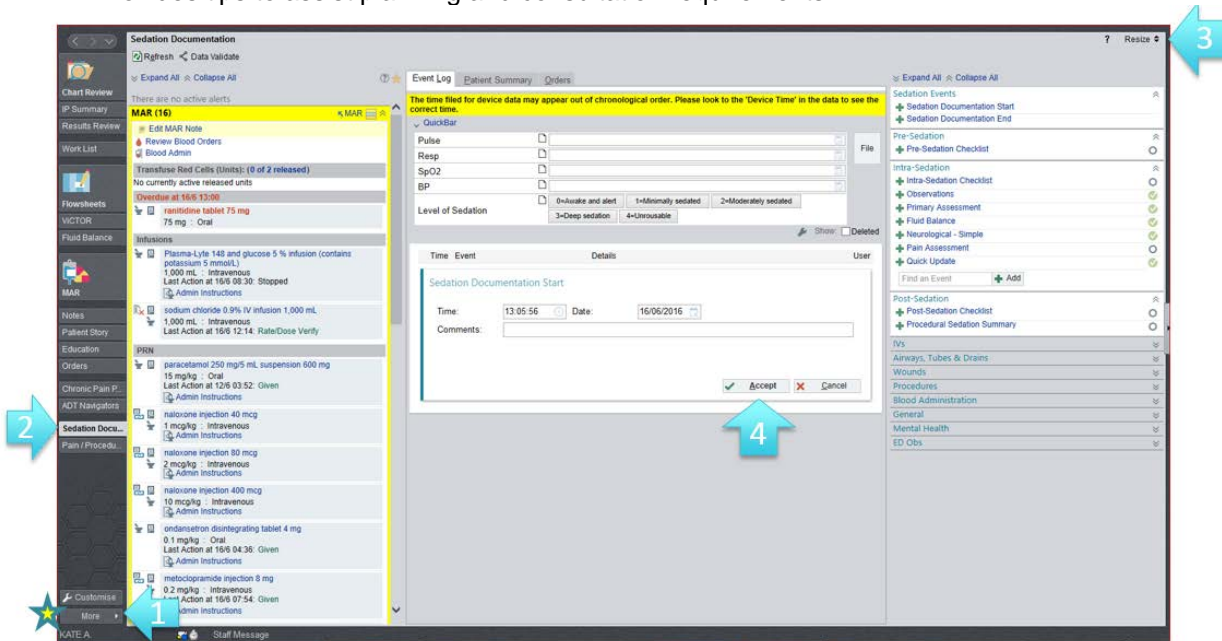 Sedation Documentation
? Resize
3
Refresh Data Validate
Chart Review
IP Summary
Results Review
Work List
Flowsheets
VICTOR
Fluid Balance
MAR
Notes
Patient Story
Education
Orders
Chronic Pain P...
ADT Navigators
2
Sedation Docu...
Pain / Procedu...
Customise
More
1
KATE A.
Staff Message
Expand All Collapse All
There are no active alerts
MAR (16) MAR
Edit MAR Note
Review Blood Orders
Blood Admin
Transfuse Red Cells (Units): (0 of 2 released)
No currently active released units
Overdue at 16/6 13:00
ranitidine tablet 75 mg
75 mg : Oral
Infusions
Plasma-Lyte 148 and glucose 5 % infusion (contains
potassium 5 mmol/L)
1,000 mL : Intravenous
Last Action at 16/6 08:30: Stopped
Admin Instructions
sodium chloride 0.9% IV infusion 1,000 mL
1,000 mL : Intravenous
Last Action at 16/6 12:14: Rate/Dose Verify
PRN
paracetamol 250 mg/5 mL suspension 600 mg
15 mg/kg : Oral
Last Action at 12/6 03:52: Given
Admin Instructions
naloxone injection 40 mcg
1 mcg/kg : Intravenous
Admin Instructions
naloxone injection 80 mcg
2 mcg/kg : Intravenous
Admin Instructions
naloxone injection 400 mcg
10 mcg/kg : Intravenous
Admin Instructions
ondansetron disintegrating tablet 4 mg
0.1 mg/kg : Oral
Last Action at 16/6 04:36: Given
Admin Instructions
metoclopramide injection 8 mg
0.2 mg/kg : Intravenous
Last Action at 16/6 07:54: Given
Admin Instructions
Event Log Patient Summary Orders
The time filed for device data may appear out of chronological order. Please look to the 'Device Time' in the data to see the
correct time.
QuickBar
Pulse
Resp
SpO2
BP
File
Level of Sedation
0=Awake and alert 1=Minimally sedated 2=Moderately sedated
3=Deep sedation 4=Unrousable
Show: Deleted
Time Event Details User
Sedation Documentation Start
Time: 13:05:56 Date: 16/06/2016
Comments:
Accept Cancel
4
Expand All Collapse All
Sedation Events
Sedation Documentation Start
Sedation Documentation End
Pre-Sedation
Pre-Sedation Checklist
Intra-Sedation
Intra-Sedation Checklist
Observations
Primary Assessment
Fluid Balance
Neurological - Simple
Pain Assessment
Quick Update
Find an Event Add
Post-Sedation
Post-Sedation Checklist
Procedural Sedation Summary
IVs
Airways, Tubes & Drains
Wounds
Procedures
Blood Administration
General
Mental Health
ED Obs